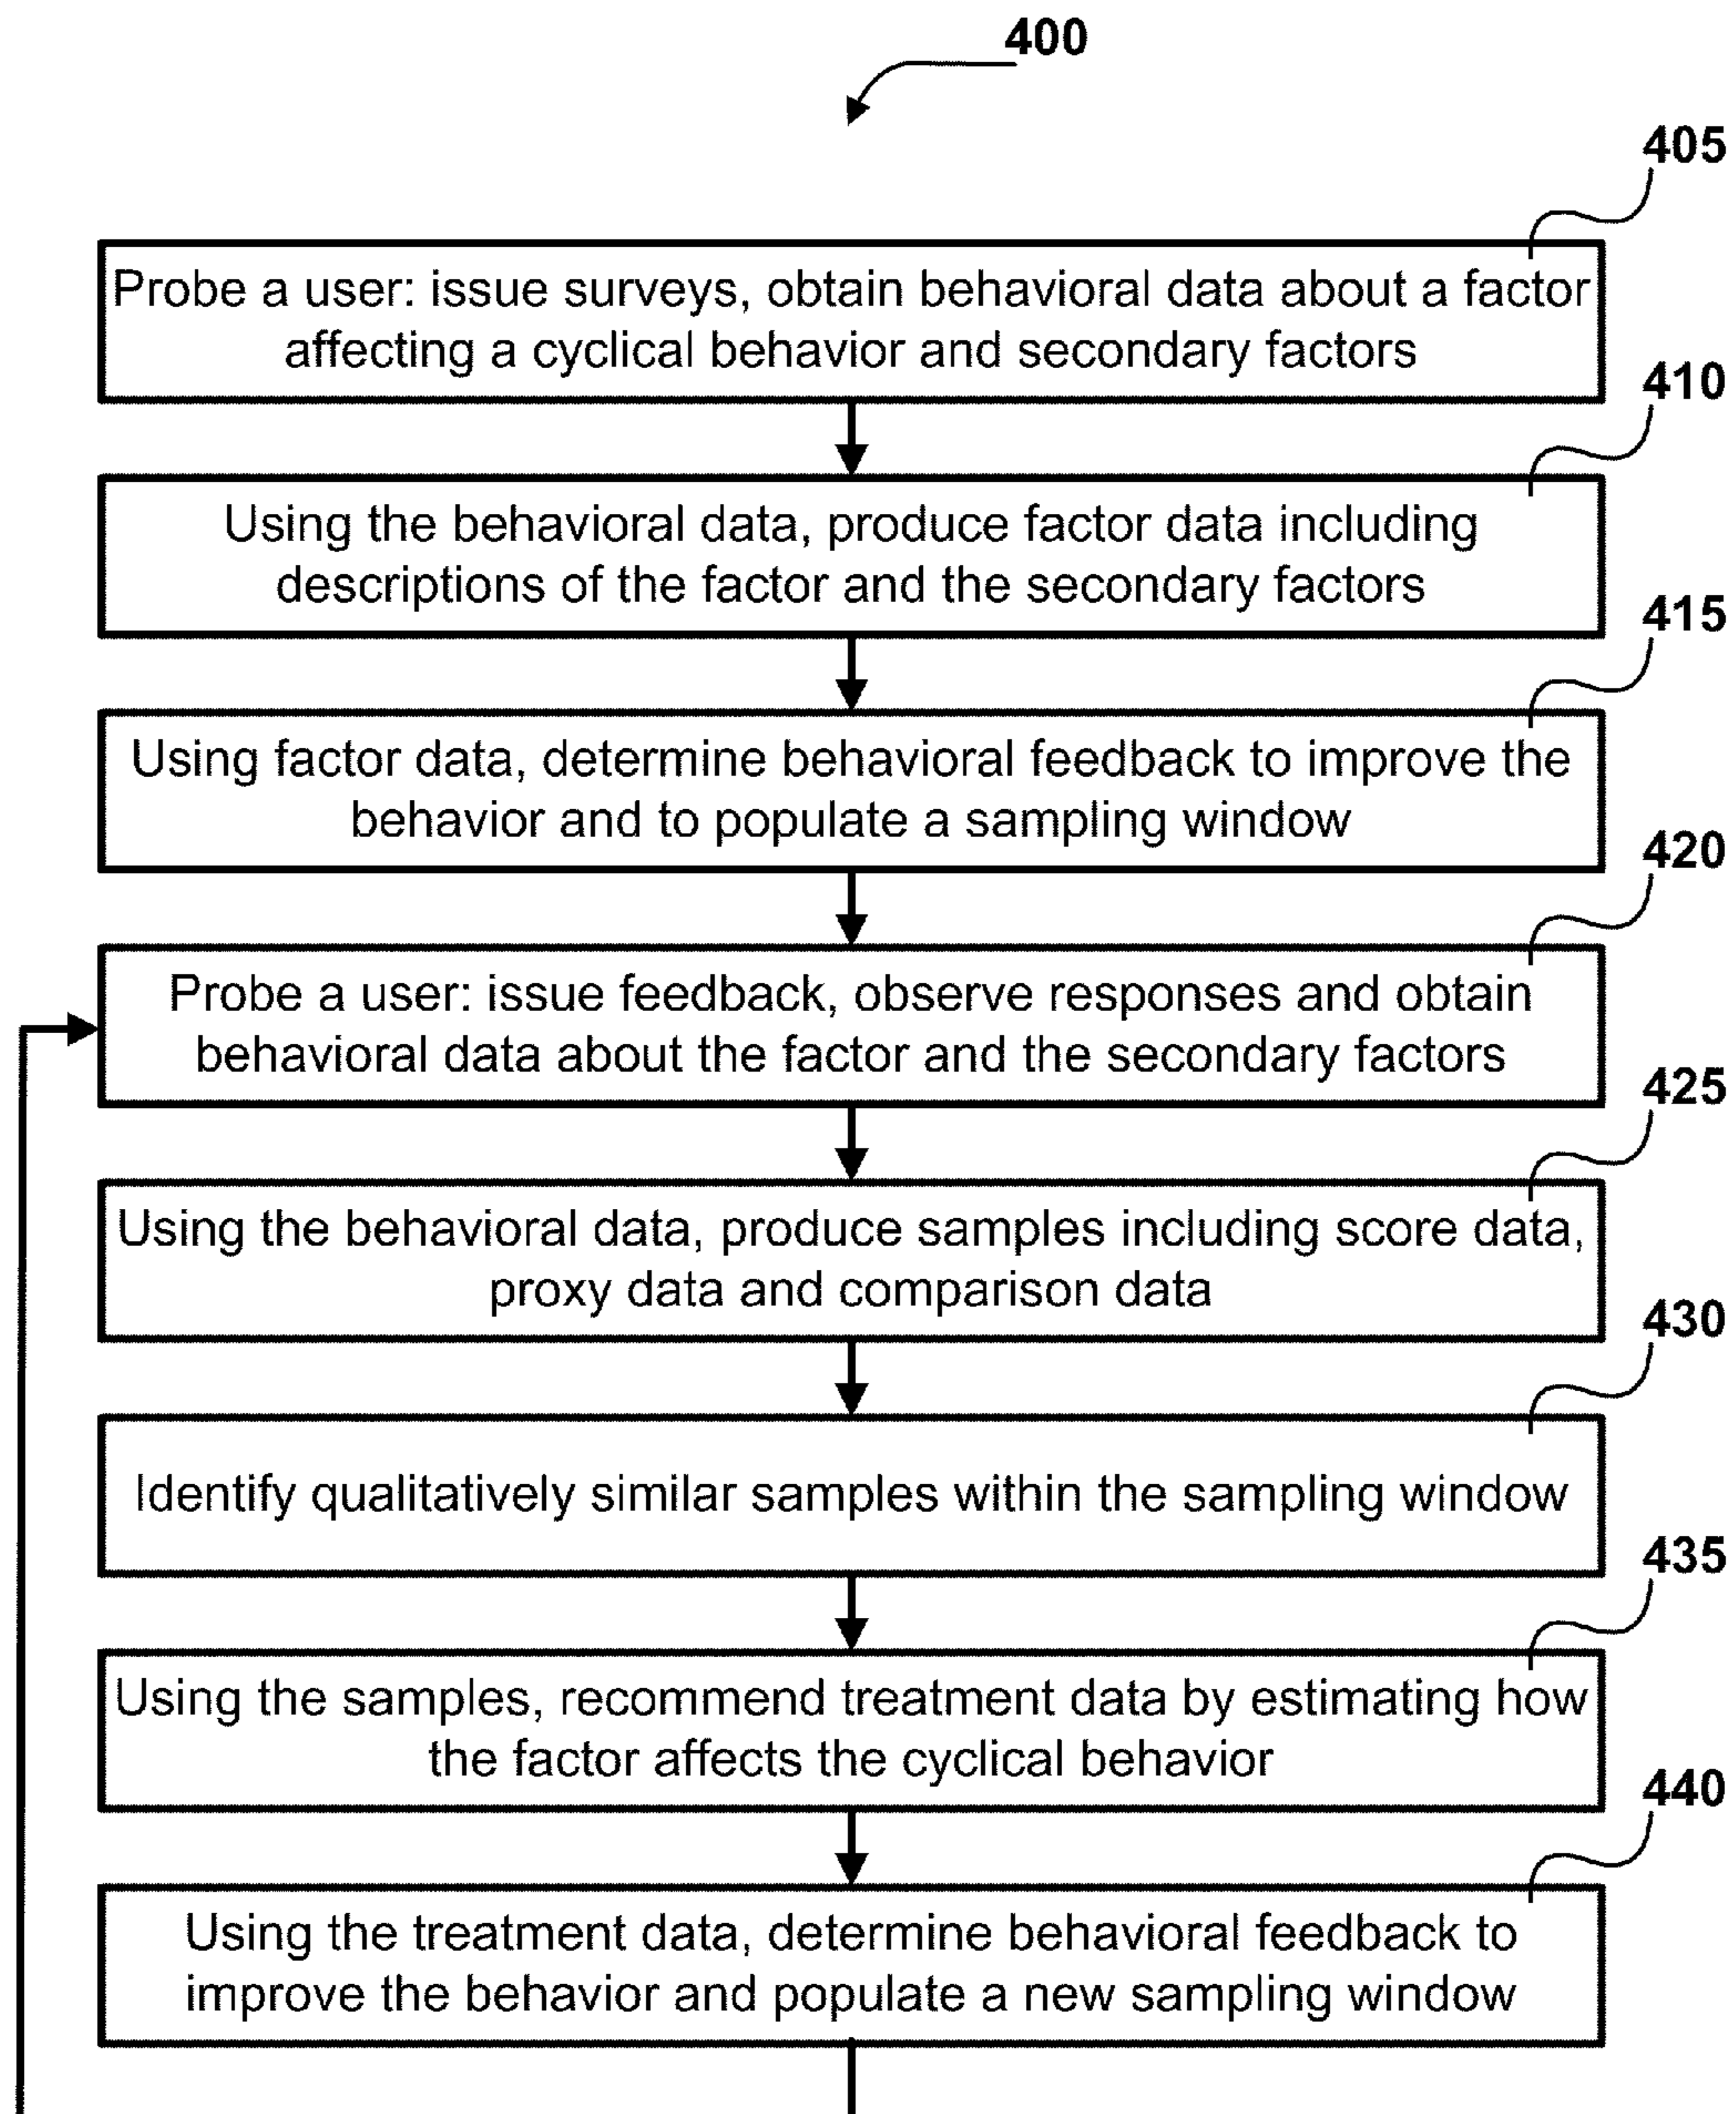 400
405
Probe a user: issue surveys, obtain behavioral data about a factor
affecting a cyclical behavior and secondary factors
410
Using the behavioral data, produce factor data including
descriptions of the factor and the secondary factors
415
Using factor data, determine behavioral feedback to improve the
behavior and to populate a sampling window
420
Probe a user: issue feedback, observe responses and obtain
behavioral data about the factor and the secondary factors
425
Using the behavioral data, produce samples including score data,
proxy data and comparison data
430
Identify qualitatively similar samples within the sampling window
435
Using the samples, recommend treatment data by estimating how
the factor affects the cyclical behavior
440
Using the treatment data, determine behavioral feedback to
improve the behavior and populate a new sampling window